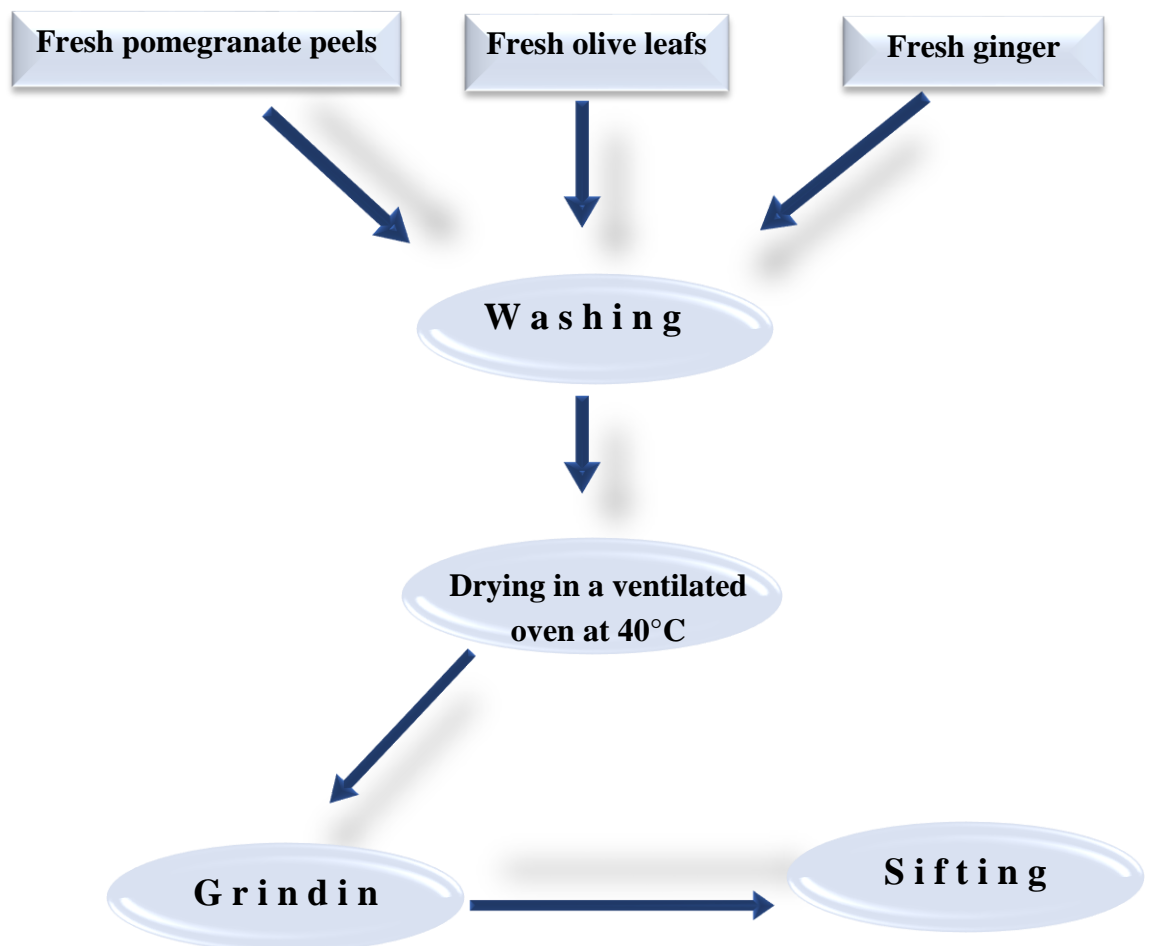 Fresh pomegranate peels
Fresh olive leafs
Fresh ginger
W a s h i n g
Drying in a ventilated
oven at 40°C
G r i n d i n
S i f t i n g